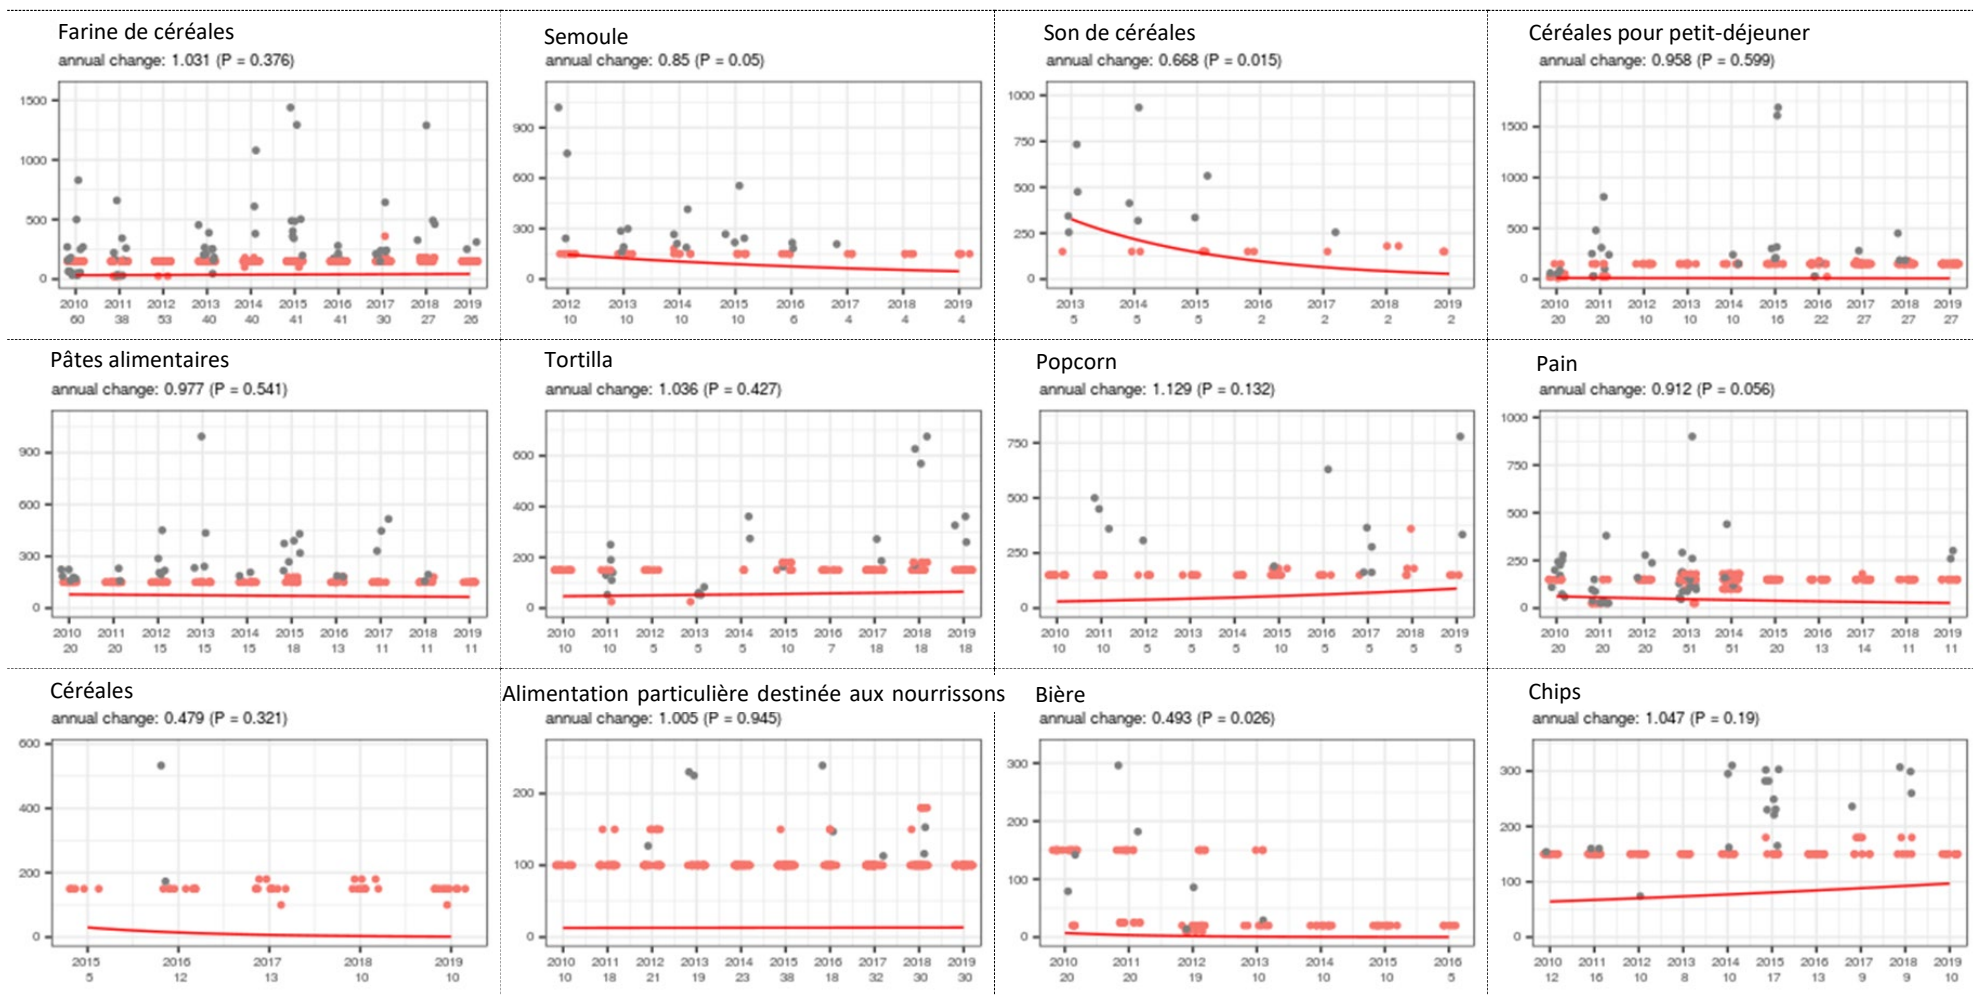 Farine de céréales
annual change: 1.031 (P = 0.376)
1500
1000
500
0
2010 2011 2012 2013 2014 2015 2016 2017 2018 2019
60 38 53 40 40 41 41 30 27 26
Semoule
annual change: 0.85 (P = 0.05)
900
600
300
0
2012 2013 2014 2015 2016 2017 2018 2019
10 10 10 10 6 4 4 4
Son de céréales
annual change: 0.668 (P = 0.015)
1000
750
500
250
0
2013 2014 2015 2016 2017 2018 2019
5 5 5 2 2 2 2
Céréales pour petit-déjeuner
annual change: 0.958 (P = 0.599)
1500
1000
500
0
2010 2011 2012 2013 2014 2015 2016 2017 2018 2019
20 20 10 10 10 16 22 27 27 27
Pâtes alimentaires
annual change: 0.977 (P = 0.541)
900
600
300
0
2010 2011 2012 2013 2014 2015 2016 2017 2018 2019
20 20 15 15 15 18 13 11 11 11
Tortilla
annual change: 1.036 (P = 0.427)
600
400
200
0
2010 2011 2012 2013 2014 2015 2016 2017 2018 2019
10 10 5 5 5 10 7 18 18 18
Popcorn
annual change: 1.129 (P = 0.132)
750
500
250
0
2010 2011 2012 2013 2014 2015 2016 2017 2018 2019
10 10 5 5 5 10 5 5 5 5
Pain
annual change: 0.912 (P = 0.056)
1000
750
500
250
0
2010 2011 2012 2013 2014 2015 2016 2017 2018 2019
20 20 20 51 51 20 13 14 11 11
Céréales
annual change: 0.479 (P = 0.321)
600
400
200
0
2015 2016 2017 2018 2019
5 12 13 10 10
Alimentation particulière destinée aux nourrissons
annual change: 1.005 (P = 0.945)
200
100
0
2010 2011 2012 2013 2014 2015 2016 2017 2018 2019
10 18 21 19 23 38 18 32 30 30
Bière
annual change: 0.493 (P = 0.026)
300
200
100
0
2010 2011 2012 2013 2014 2015 2016
20 20 19 10 10 10 5
Chips
annual change: 1.047 (P = 0.19)
300
200
100
0
2010 2011 2012 2013 2014 2015 2016 2017 2018 2019
12 16 10 8 10 17 13 9 9 10